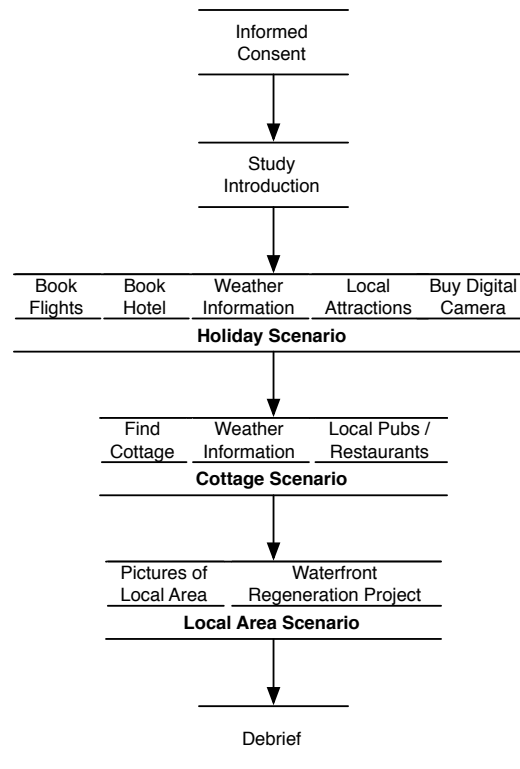 Informed
Consent
Study
Introduction
Book
Flights
Book
Hotel
Weather
Information
Local
Attractions
Buy Digital
Camera
Holiday Scenario
Find
Cottage
Weather
Information
Local Pubs /
Restaurants
Cottage Scenario
Pictures of
Local Area
Waterfront
Regeneration Project
Local Area Scenario
Debrief